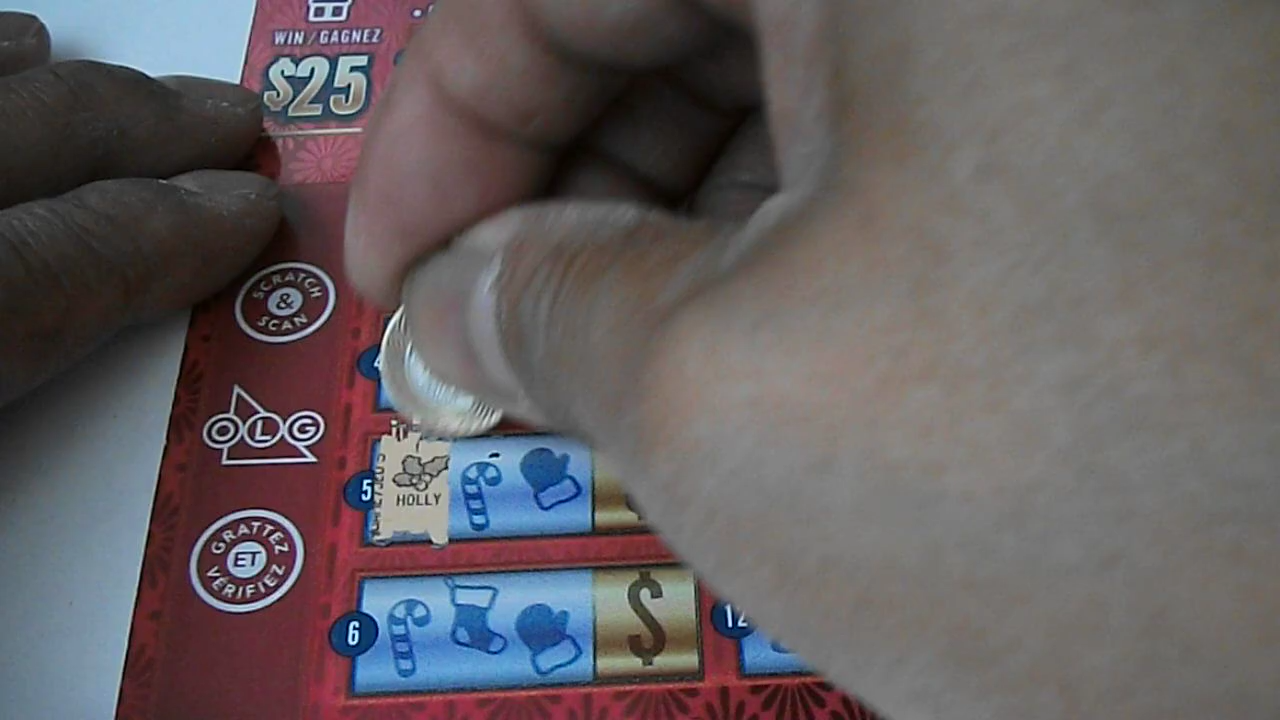 WIN / GAGNEZ
$25
SCRATCH
&
SCAN
OLG
5
HOLLY
GRATTEZ
ET
VÉRIFIEZ
6
$
12